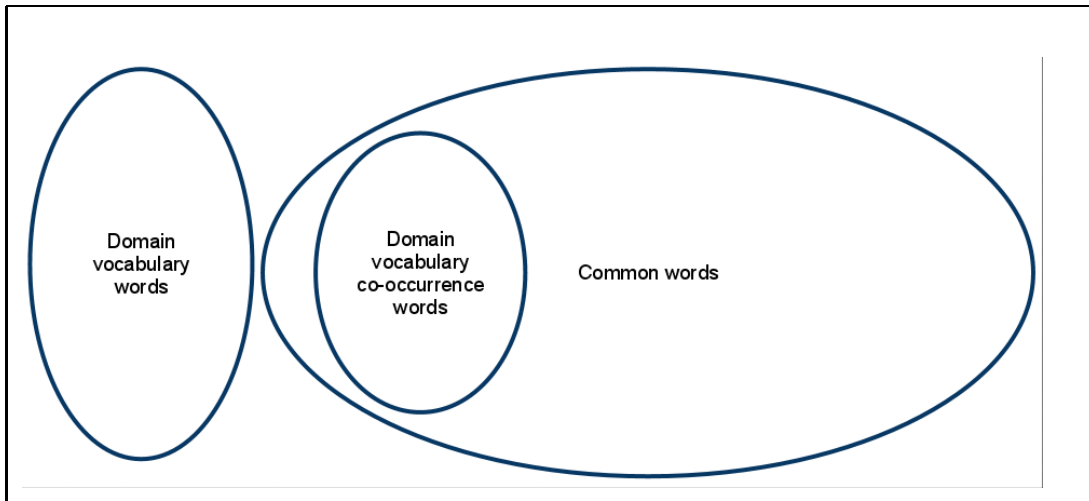 Domain
vocabulary
words
Domain
vocabulary
co-occurrence
words
Common words